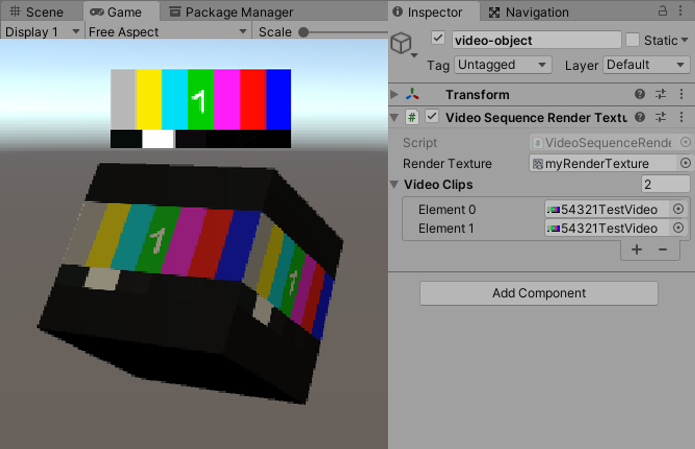 Scene Game Package Manager
Display 1 Free Aspect Scale
1
1
1
Inspector Navigation
video-object Static
Tag Untagged Layer Default
Transform
Video Sequence Render Textu
Script VideoSequenceRende
Render Texture myRenderTexture
Video Clips 2
Element 0 54321TestVideo
Element 1 54321TestVideo
+ −
Add Component